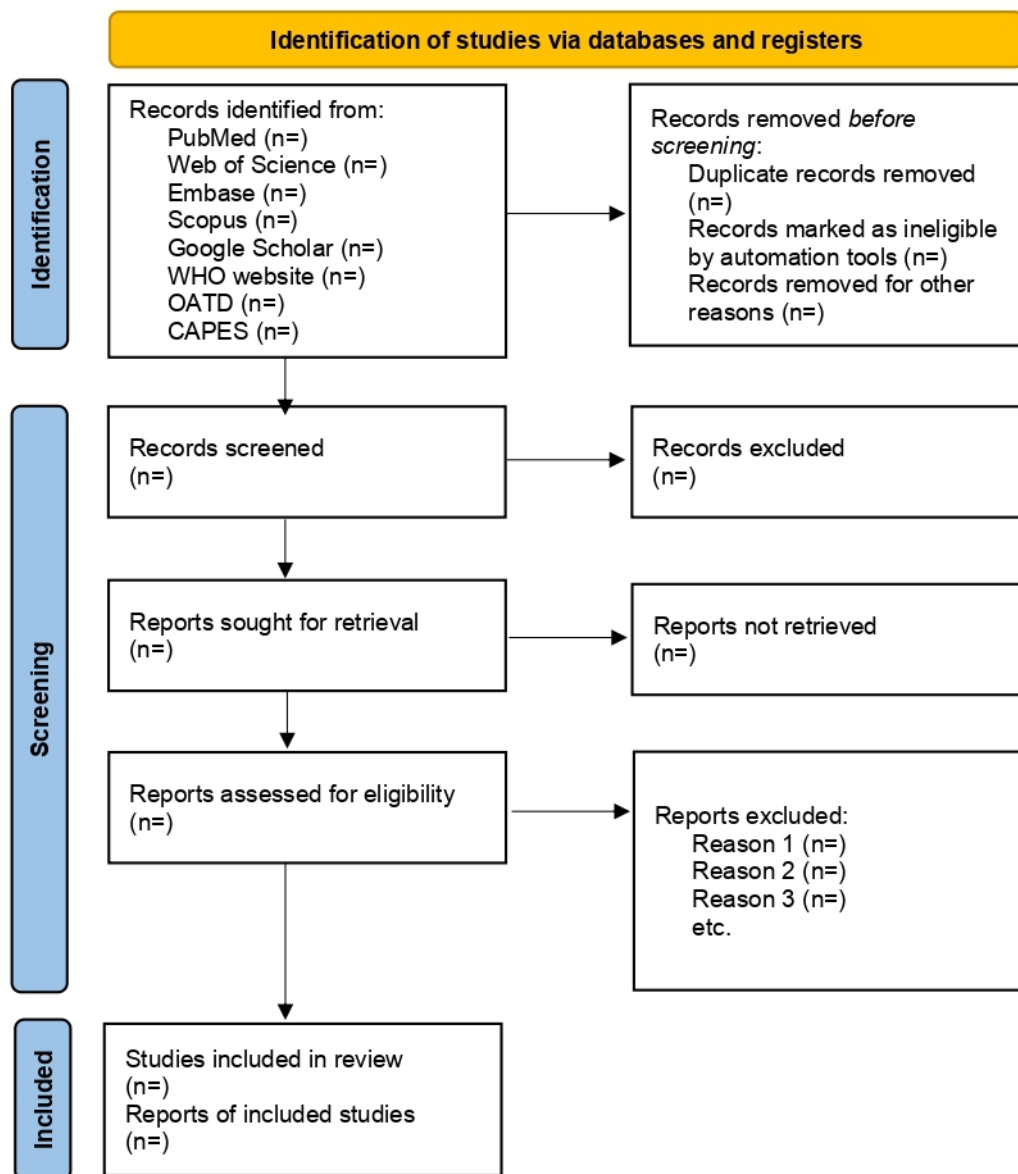 Identification of studies via databases and registers
Identification
Records identified from:
PubMed (n=)
Web of Science (n=)
Embase (n=)
Scopus (n=)
Google Scholar (n=)
WHO website (n=)
OATD (n=)
CAPES (n=)
Records removed before
screening:
Duplicate records removed
(n=)
Records marked as ineligible
by automation tools (n=)
Records removed for other
reasons (n=)
Screening
Records screened
(n=)
Records excluded
(n=)
Reports sought for retrieval
(n=)
Reports not retrieved
(n=)
Reports assessed for eligibility
(n=)
Reports excluded:
Reason 1 (n=)
Reason 2 (n=)
Reason 3 (n=)
etc.
Included
Studies included in review
(n=)
Reports of included studies
(n=)